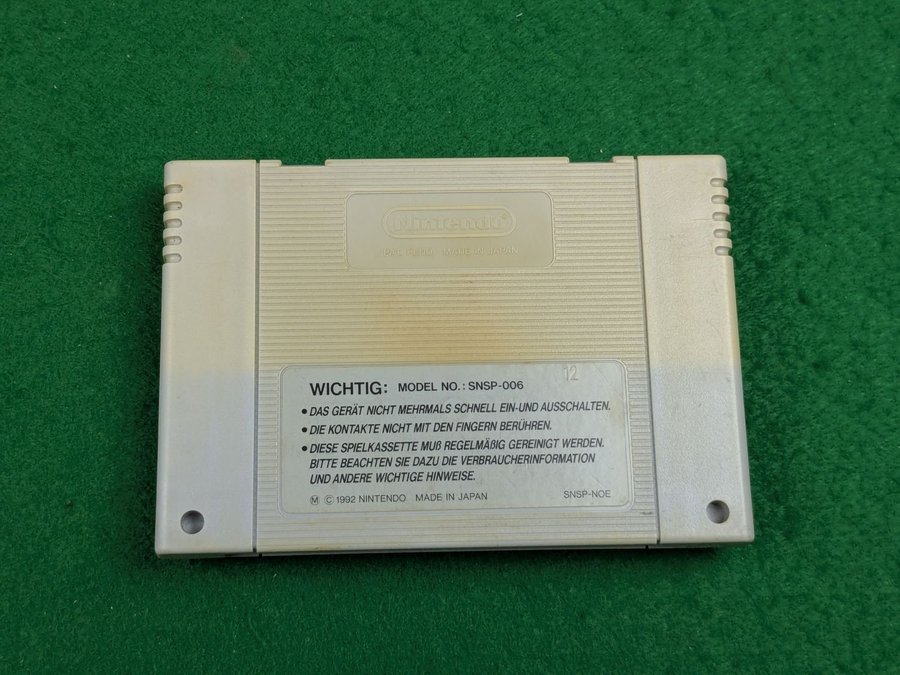 Nintendo®
PAT. PEND. MADE IN JAPAN
12
WICHTIG: MODEL NO.: SNSP-006
• DAS GERÄT NICHT MEHRMALS SCHNELL EIN-UND AUSSCHALTEN.
• DIE KONTAKTE NICHT MIT DEN FINGERN BERÜHREN.
• DIESE SPIELKASSETTE MUß REGELMÄßIG GEREINIGT WERDEN.
BITTE BEACHTEN SIE DAZU DIE VERBRAUCHERINFORMATION
UND ANDERE WICHTIGE HINWEISE.
Ⓜ © 1992 NINTENDO MADE IN JAPAN SNSP-NOE